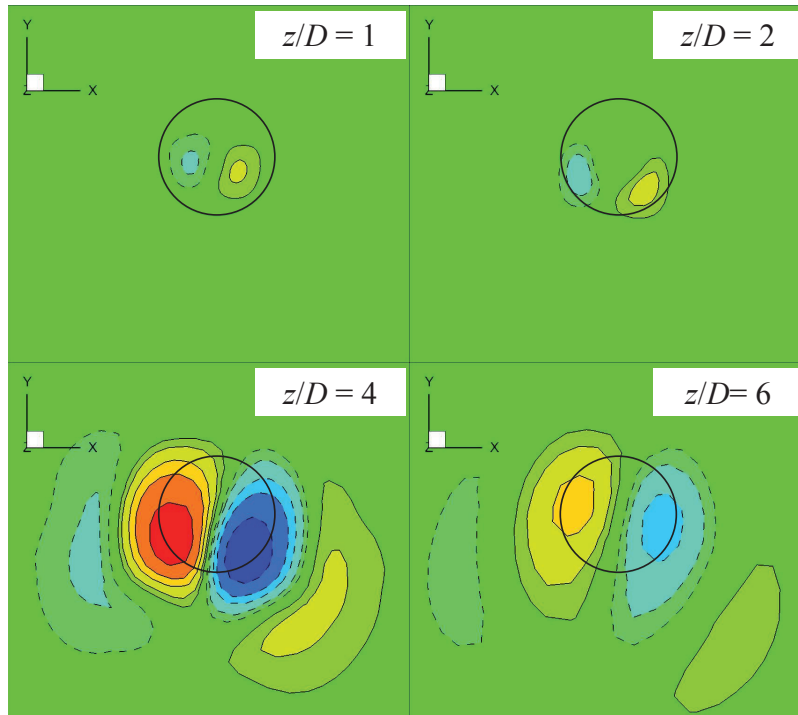 z/D = 1
Y
Z X
z/D = 2
Y
Z X
z/D = 4
Y
Z X
z/D= 6
Y
Z X